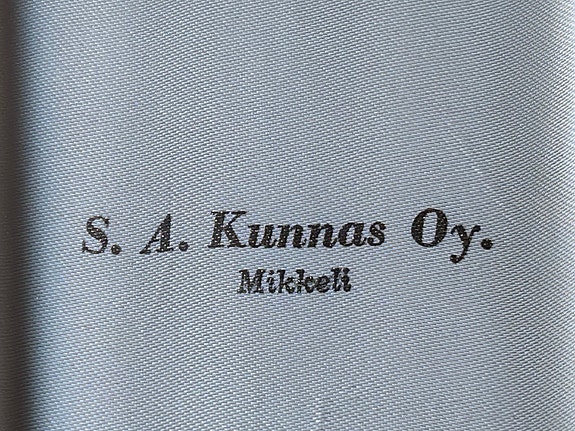 S. A. Kunnas Oy.
Mikkeli